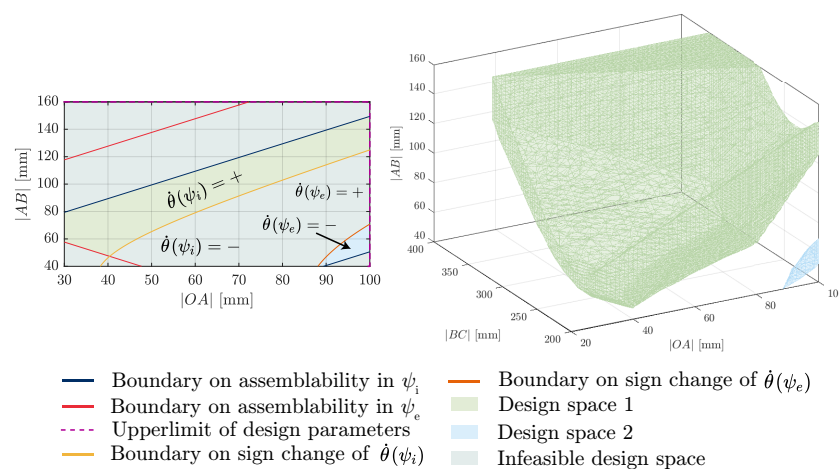 160
140
120
100
80
60
40
30
40
50
60
70
80
90
100
|AB| [mm]
|OA| [mm]
θ̇(ψᵢ) = +
θ̇(ψₑ) = +
θ̇(ψₑ) = −
θ̇(ψᵢ) = −
160
140
120
100
80
60
40
|AB| [mm]
400
350
300
250
200
|BC| [mm]
20
40
60
80
10
|OA| [mm]
Boundary on assemblability in ψᵢ
Boundary on assemblability in ψₑ
Upperlimit of design parameters
Boundary on sign change of θ̇(ψᵢ)
Boundary on sign change of θ̇(ψₑ)
Design space 1
Design space 2
Infeasible design space